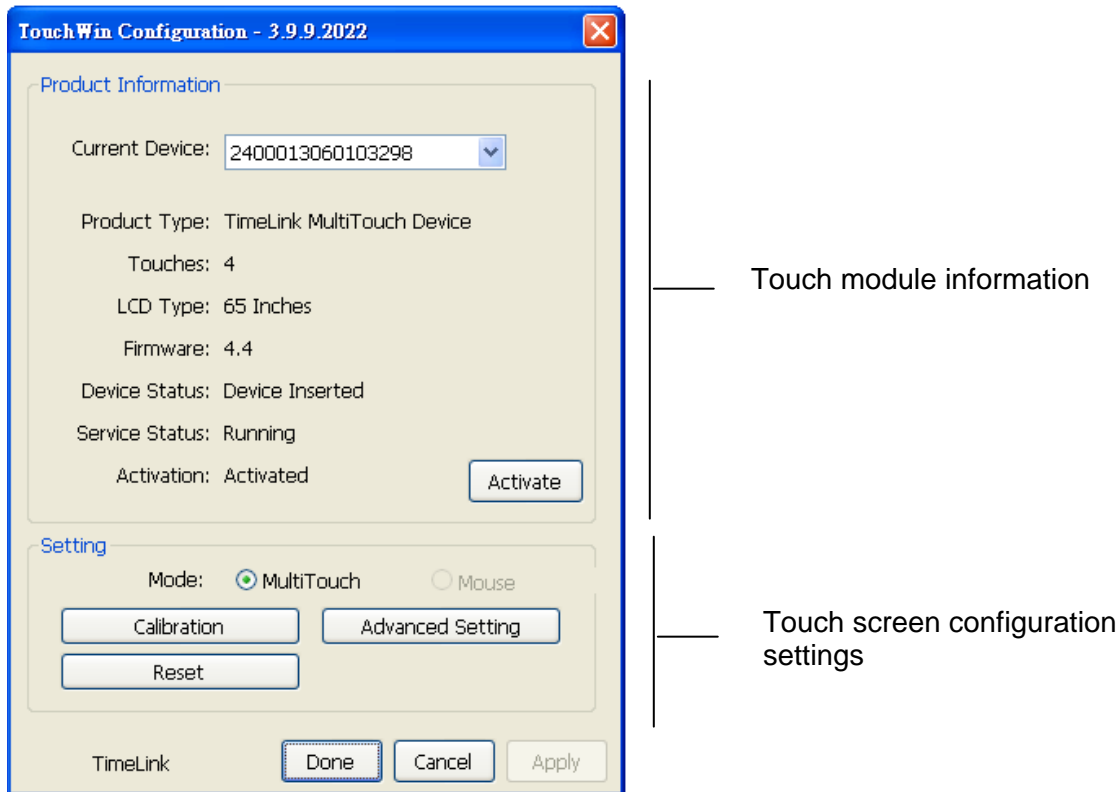 TouchWin Configuration - 3.9.9.2022
Product Information
Current Device: 2400013060103298
Product Type: TimeLink MultiTouch Device
Touches: 4
LCD Type: 65 Inches
Firmware: 4.4
Device Status: Device Inserted
Service Status: Running
Activation: Activated
Activate
Touch module information
Setting
Mode: MultiTouch Mouse
Calibration Advanced Setting
Reset
Touch screen configuration
settings
TimeLink Done Cancel Apply